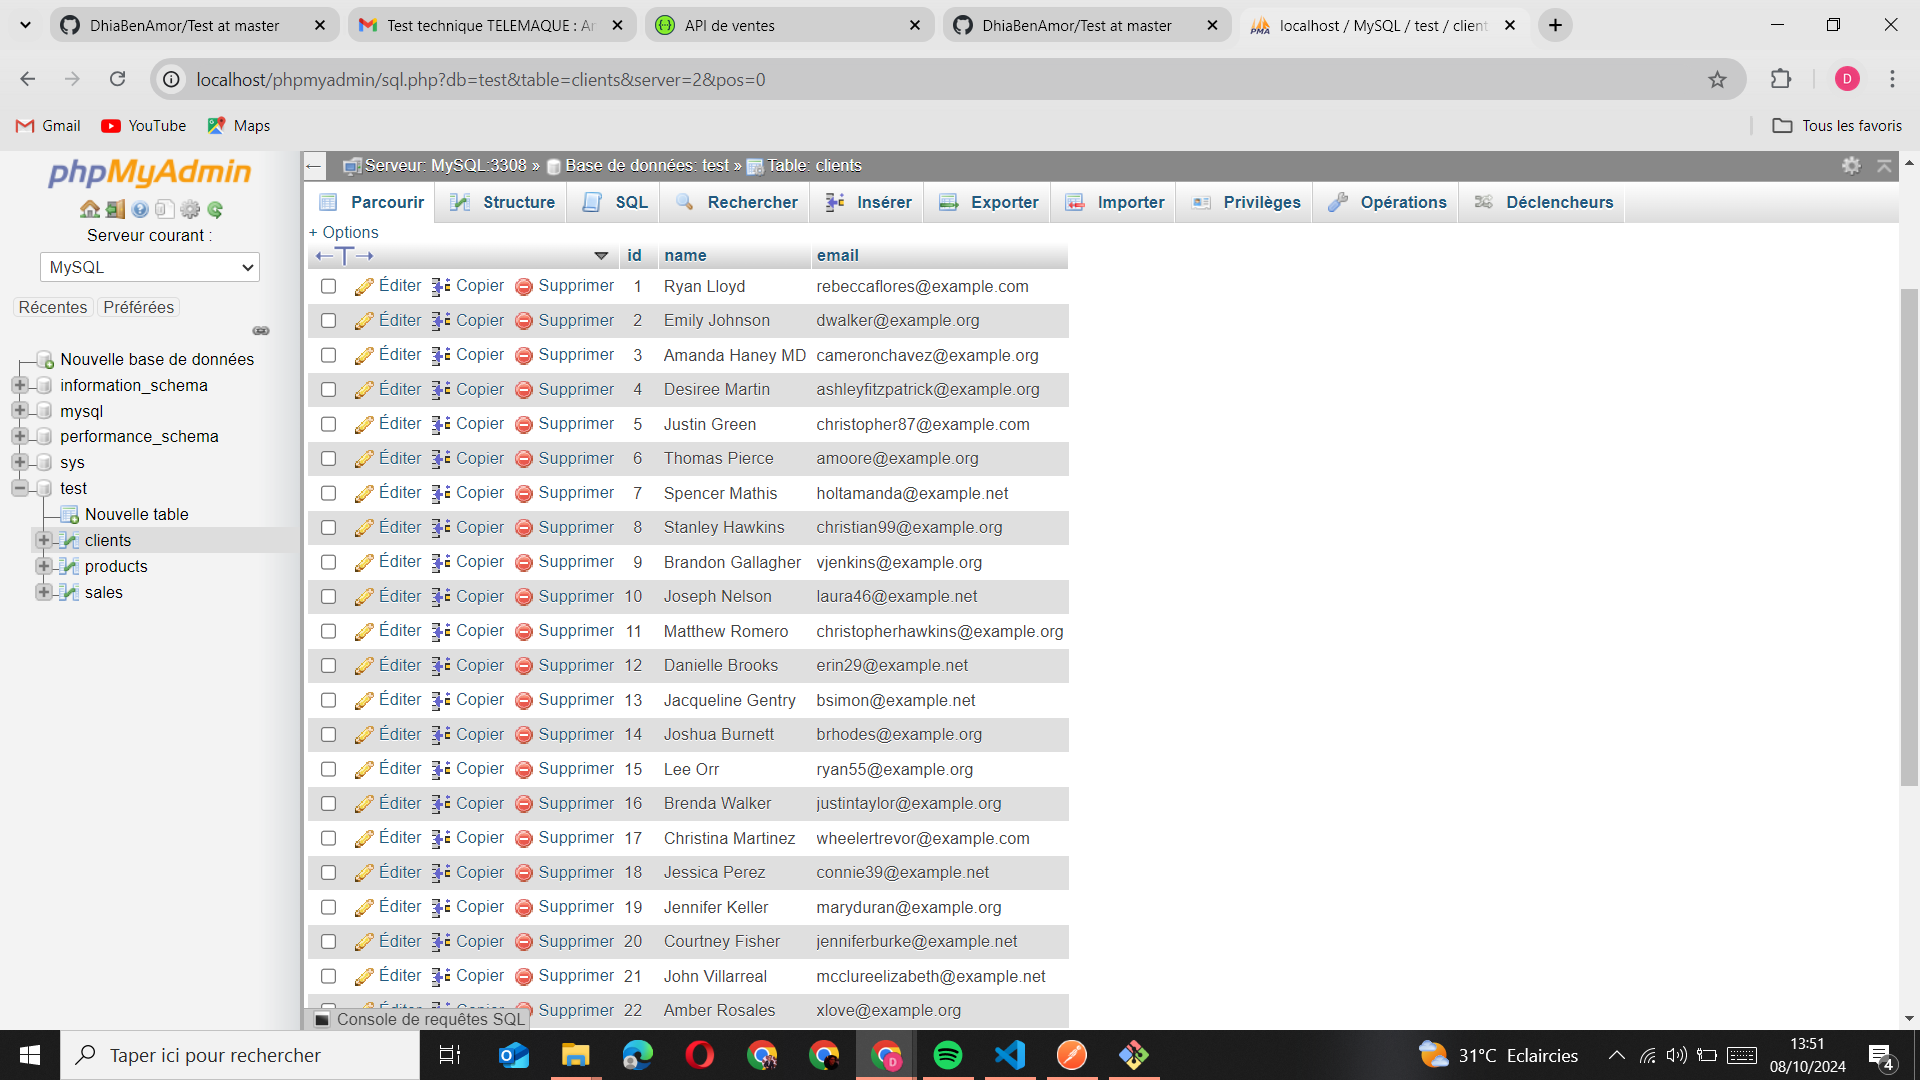 DhiaBenAmor/Test at master
Test technique TELEMAQUE : Ar
API de ventes
DhiaBenAmor/Test at master
localhost / MySQL / test / client
localhost/phpmyadmin/sql.php?db=test&table=clients&server=2&pos=0
D
Gmail YouTube Maps
Tous les favoris
phpMyAdmin
Serveur courant :
MySQL
Récentes Préférées
Nouvelle base de données
information_schema
mysql
performance_schema
sys
test
Nouvelle table
clients
products
sales
Serveur: MySQL:3308 » Base de données: test » Table: clients
Parcourir Structure SQL Rechercher Insérer Exporter Importer Privilèges Opérations Déclencheurs
+ Options
←T→ id name email
Éditer Copier Supprimer 1 Ryan Lloyd rebeccaflores@example.com
Éditer Copier Supprimer 2 Emily Johnson dwalker@example.org
Éditer Copier Supprimer 3 Amanda Haney MD cameronchavez@example.org
Éditer Copier Supprimer 4 Desiree Martin ashleyfitzpatrick@example.org
Éditer Copier Supprimer 5 Justin Green christopher87@example.com
Éditer Copier Supprimer 6 Thomas Pierce amoore@example.org
Éditer Copier Supprimer 7 Spencer Mathis holtamanda@example.net
Éditer Copier Supprimer 8 Stanley Hawkins christian99@example.org
Éditer Copier Supprimer 9 Brandon Gallagher vjenkins@example.org
Éditer Copier Supprimer 10 Joseph Nelson laura46@example.net
Éditer Copier Supprimer 11 Matthew Romero christopherhawkins@example.org
Éditer Copier Supprimer 12 Danielle Brooks erin29@example.net
Éditer Copier Supprimer 13 Jacqueline Gentry bsimon@example.net
Éditer Copier Supprimer 14 Joshua Burnett brhodes@example.org
Éditer Copier Supprimer 15 Lee Orr ryan55@example.org
Éditer Copier Supprimer 16 Brenda Walker justintaylor@example.org
Éditer Copier Supprimer 17 Christina Martinez wheelertrevor@example.com
Éditer Copier Supprimer 18 Jessica Perez connie39@example.net
Éditer Copier Supprimer 19 Jennifer Keller maryduran@example.org
Éditer Copier Supprimer 20 Courtney Fisher jenniferburke@example.net
Éditer Copier Supprimer 21 John Villarreal mcclureelizabeth@example.net
Éditer Copier Supprimer 22 Amber Rosales xlove@example.org
Console de requêtes SQL
Taper ici pour rechercher
31°C Eclaircies
13:51
08/10/2024
4